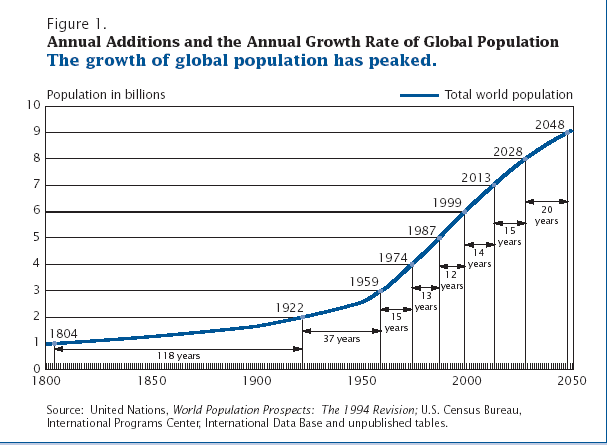 Figure 1.
Annual Additions and the Annual Growth Rate of Global Population
The growth of global population has peaked.
Population in billions
Total world population
10
9
8
7
6
5
4
3
2
1
0
2048
2028
2013
1999
1987
1974
1959
1922
1804
20 years
15 years
14 years
12 years
13 years
15 years
37 years
118 years
1800 1850 1900 1950 2000 2050
Source: United Nations, World Population Prospects: The 1994 Revision; U.S. Census Bureau,
International Programs Center, International Data Base and unpublished tables.